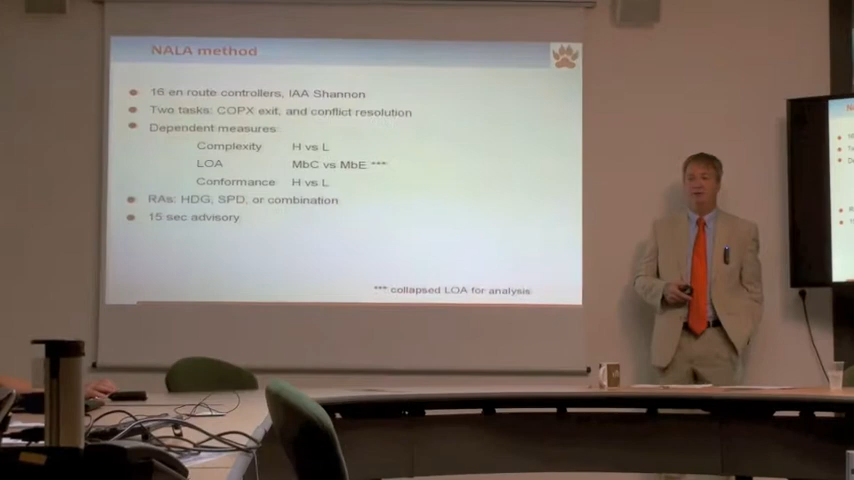 NALA method
16 en route controllers, IAA Shannon
Two tasks: COPX exit, and conflict resolution
Dependent measures
Complexity H vs L
LOA MbC vs MbE ***
Conformance H vs L
RAs: HDG, SPD, or combination
15 sec advisory
*** collapsed LOA for analysis